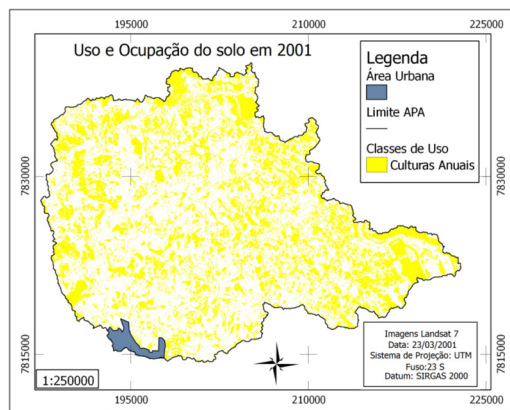 195000 210000 225000
Uso e Ocupação do solo em 2001
Legenda
Área Urbana
Limite APA
Classes de Uso
Culturas Anuais
7830000 7830000
7815000 7815000
Imagens Landsat 7
Data: 23/03/2001
Sistema de Projeção: UTM
Fuso:23 S
Datum: SIRGAS 2000
1:250000
195000 210000 225000